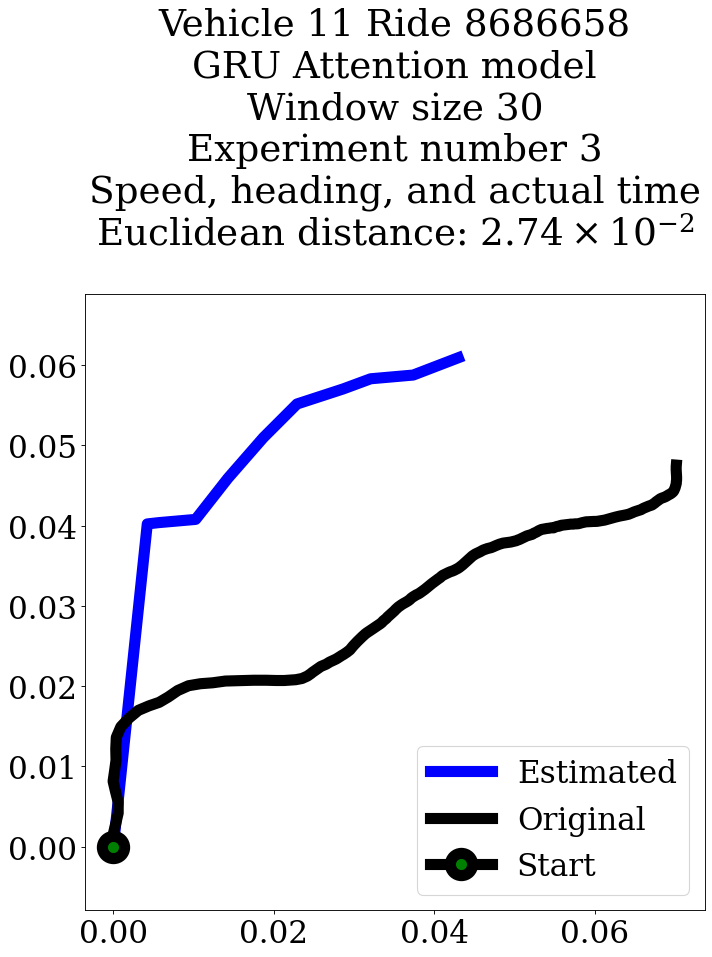 Vehicle 11 Ride 8686658
GRU Attention model
Window size 30
Experiment number 3
Speed, heading, and actual time
Euclidean distance: 2.74 × 10⁻²
0.06
0.05
0.04
0.03
0.02
0.01
0.00
Estimated
Original
Start
0.00 0.02 0.04 0.06